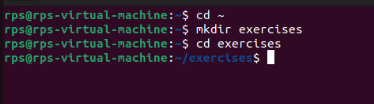 rps@rps-virtual-machine:~$ cd ~
rps@rps-virtual-machine:~$ mkdir exercises
rps@rps-virtual-machine:~$ cd exercises
rps@rps-virtual-machine:~/exercises$